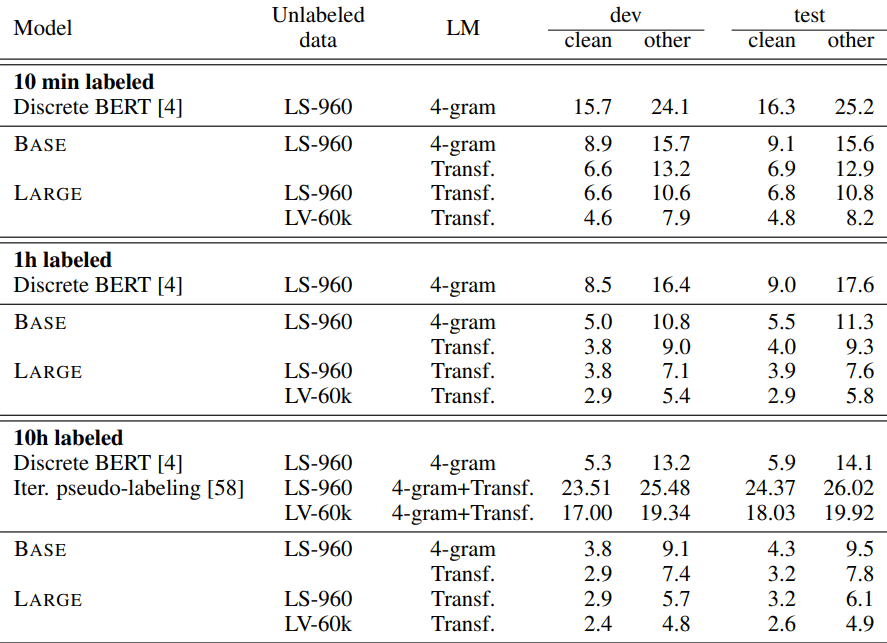 Model Unlabeled data LM dev test
clean other clean other
10 min labeled
Discrete BERT [4] LS-960 4-gram 15.7 24.1 16.3 25.2
BASE LS-960 4-gram 8.9 15.7 9.1 15.6
Transf. 6.6 13.2 6.9 12.9
LARGE LS-960 Transf. 6.6 10.6 6.8 10.8
LV-60k Transf. 4.6 7.9 4.8 8.2
1h labeled
Discrete BERT [4] LS-960 4-gram 8.5 16.4 9.0 17.6
BASE LS-960 4-gram 5.0 10.8 5.5 11.3
Transf. 3.8 9.0 4.0 9.3
LARGE LS-960 Transf. 3.8 7.1 3.9 7.6
LV-60k Transf. 2.9 5.4 2.9 5.8
10h labeled
Discrete BERT [4] LS-960 4-gram 5.3 13.2 5.9 14.1
Iter. pseudo-labeling [58] LS-960 4-gram+Transf. 23.51 25.48 24.37 26.02
LV-60k 4-gram+Transf. 17.00 19.34 18.03 19.92
BASE LS-960 4-gram 3.8 9.1 4.3 9.5
Transf. 2.9 7.4 3.2 7.8
LARGE LS-960 Transf. 2.9 5.7 3.2 6.1
LV-60k Transf. 2.4 4.8 2.6 4.9